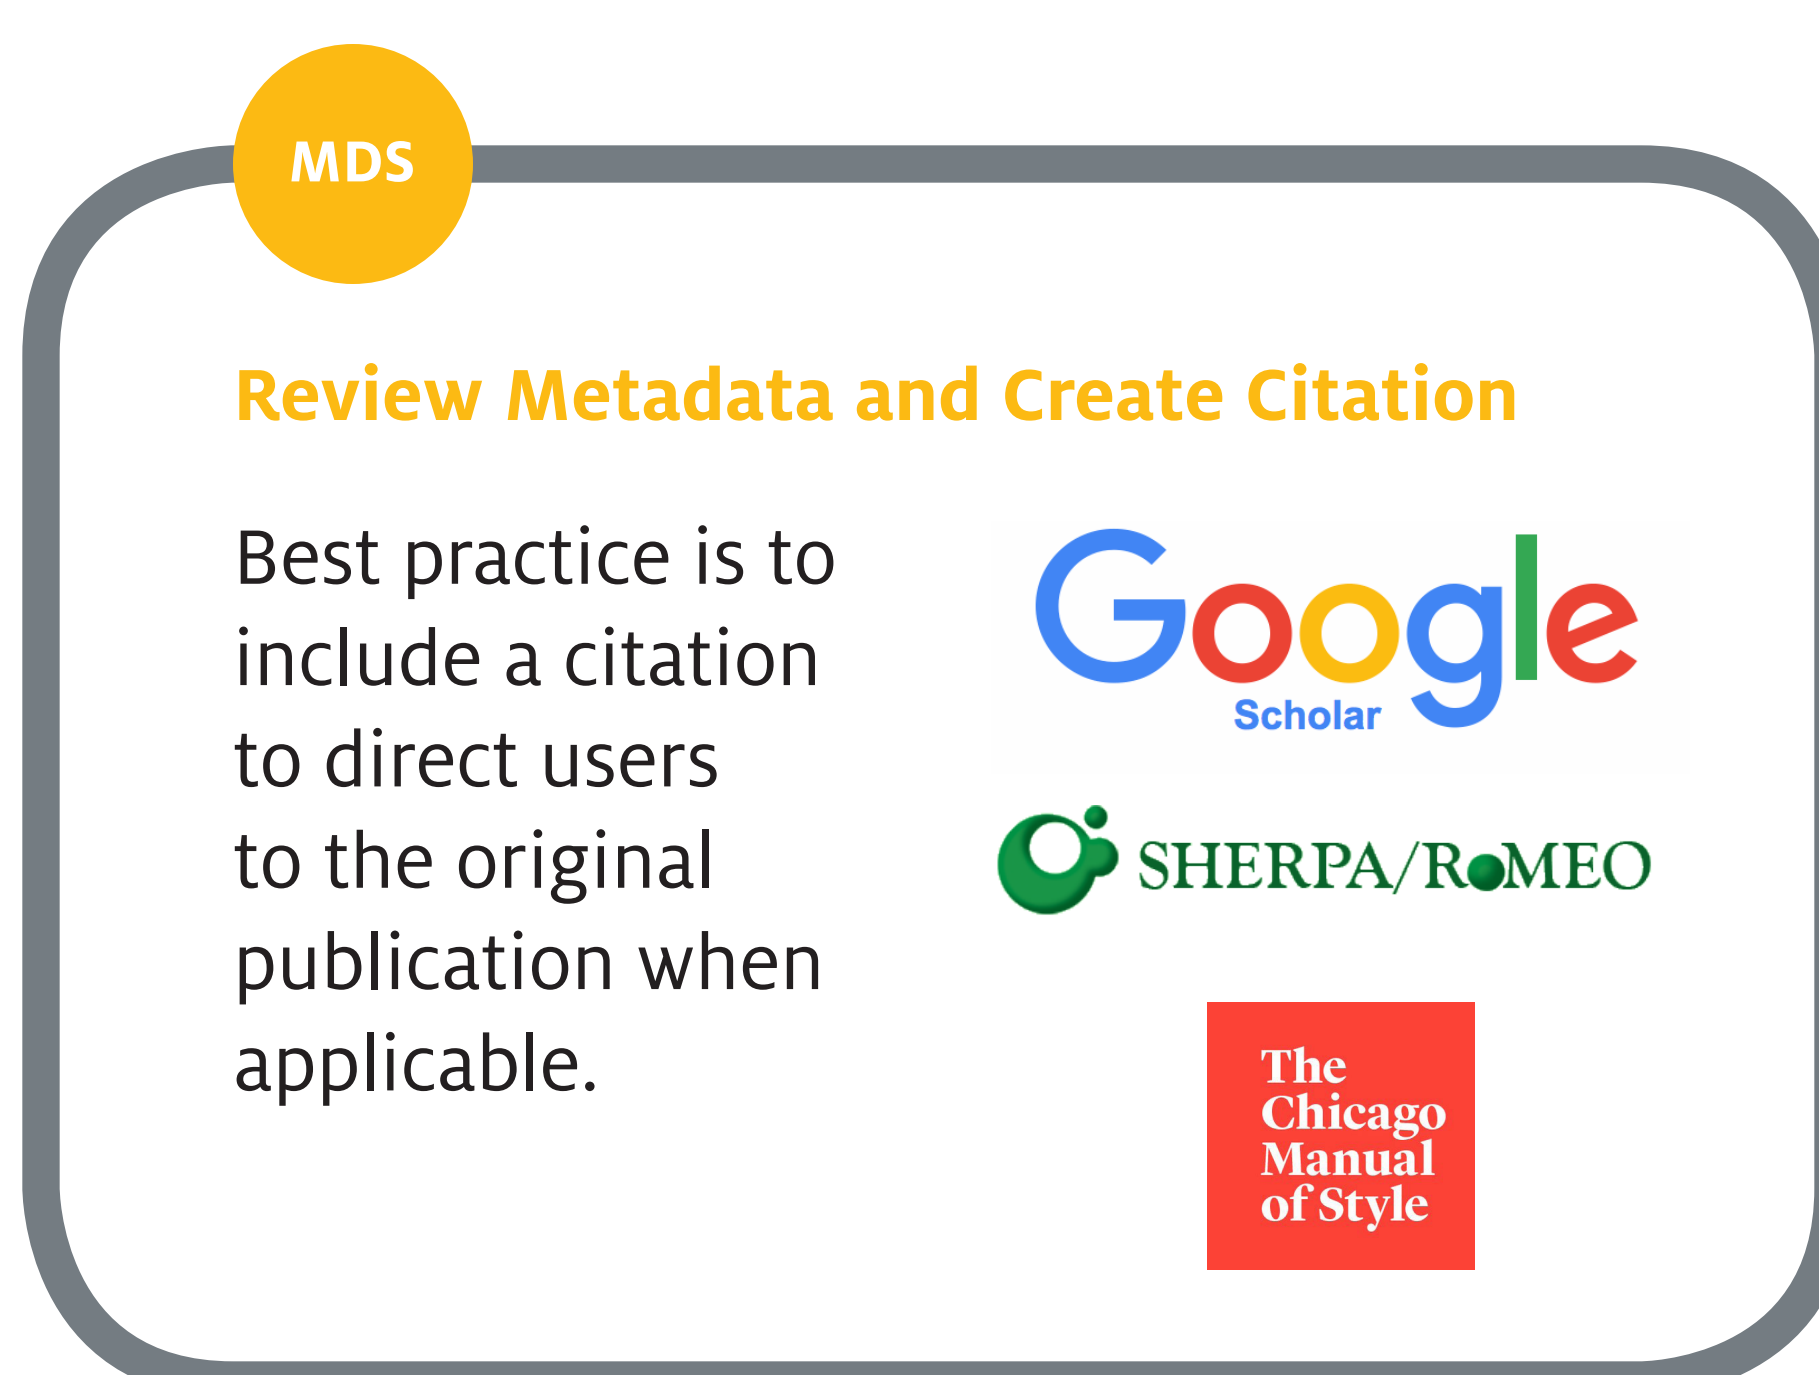 MDS
Review Metadata and Create Citation
Best practice is to
include a citation
to direct users
to the original
publication when
applicable.
Google
Scholar
SHERPA/RoMEO
The
Chicago
Manual
of Style